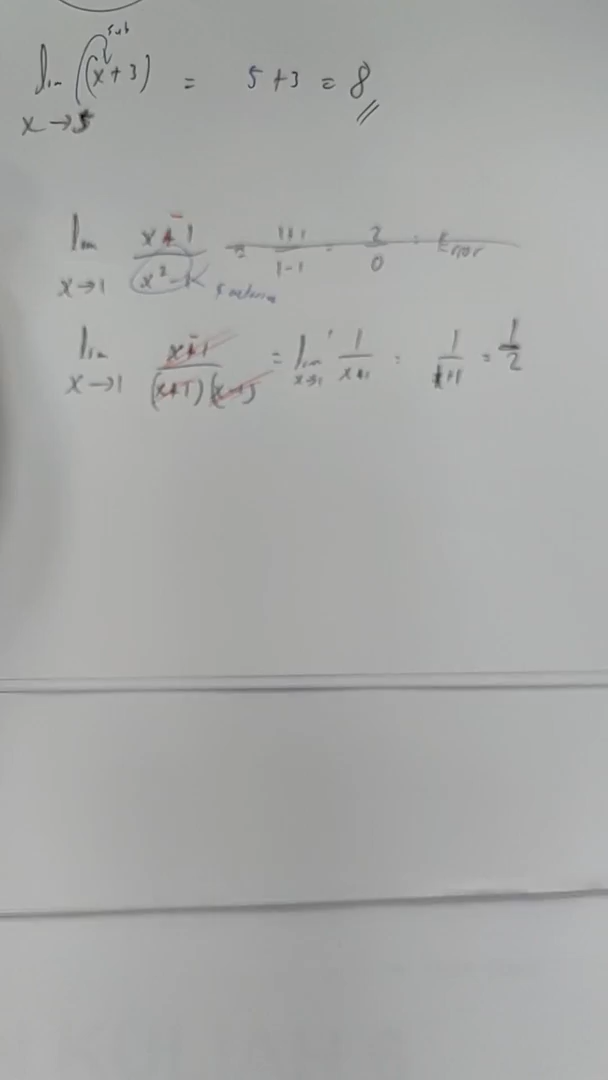 sub
lim (x+3) = 5+3 = 8
x→5
lim x-1 / x²-1 = 1+1 / 1-1 = 2 / 0 = Error
x→1
lim x-1 / (x+1)(x-1) = lim x→1 1 / x+1 = 1 / 1+1 = 1 / 2
x→1